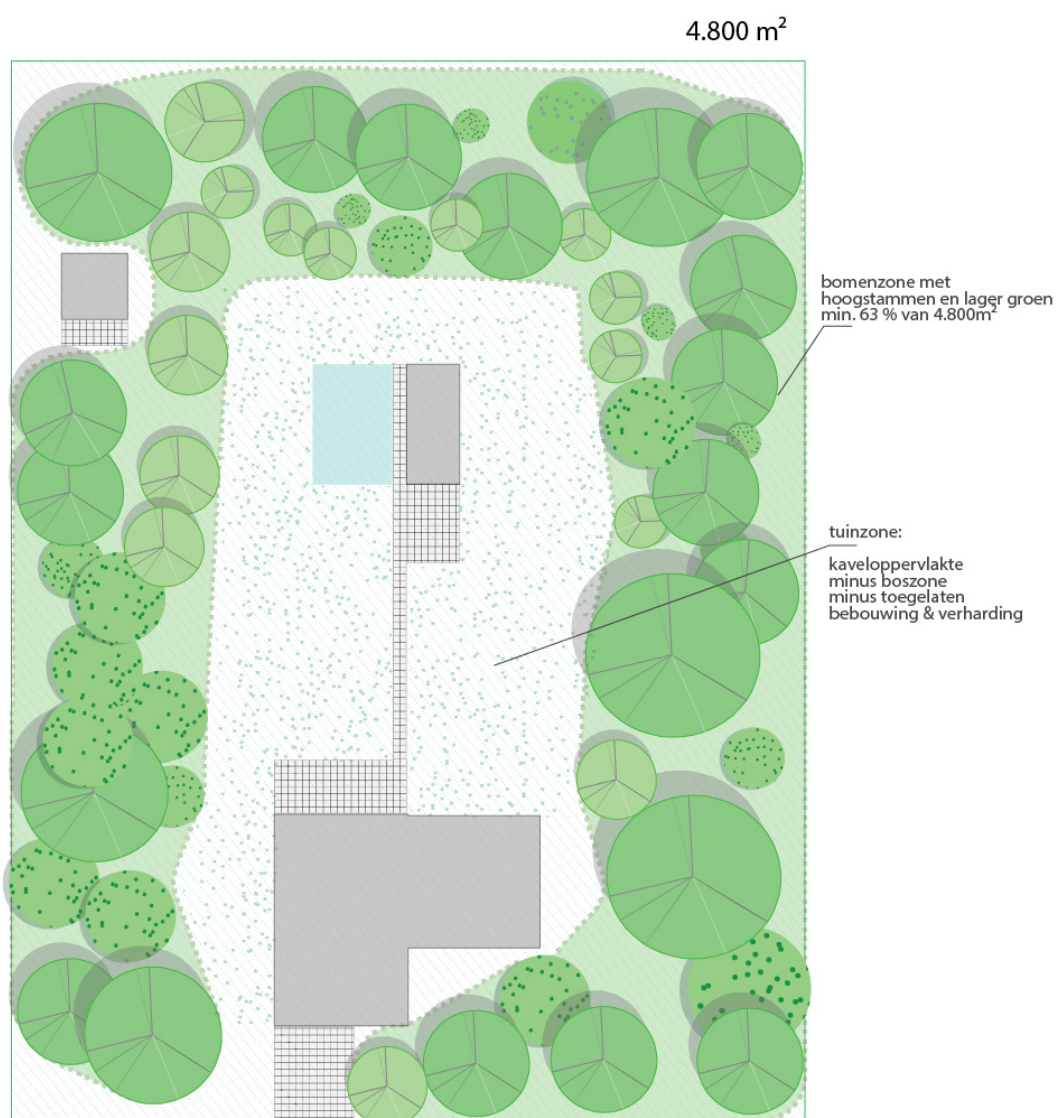 4.800 m²
bomenzone met
hoogstammen en lager groen
min. 63 % van 4.800m²
tuinzone:
kaveloppervlakte
minus boszone
minus toegelaten
bebouwing & verharding